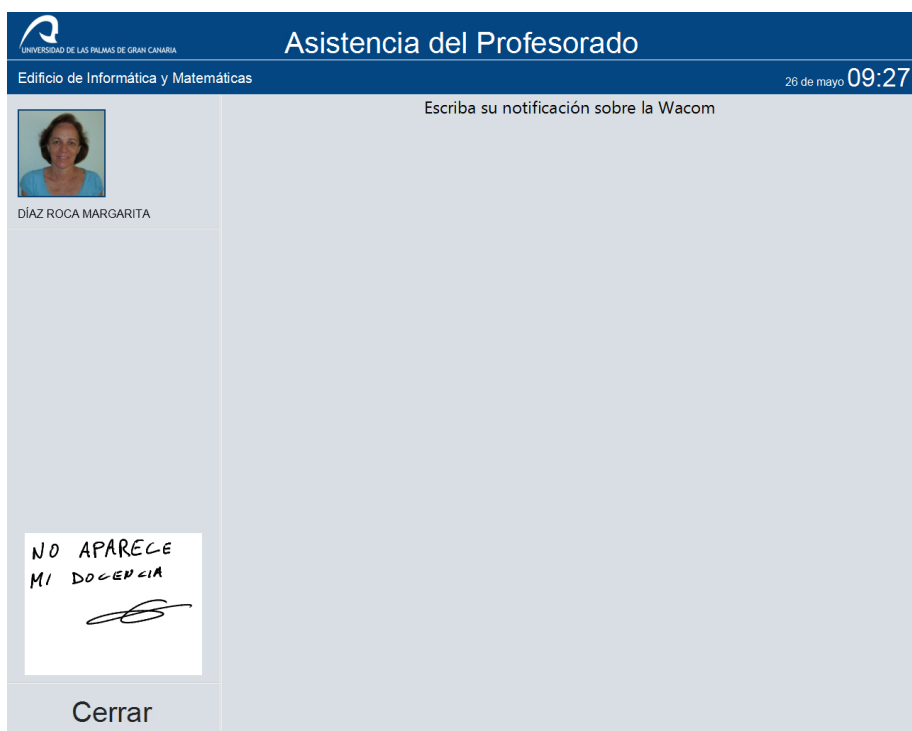 UNIVERSIDAD DE LAS PALMAS DE GRAN CANARIA
Asistencia del Profesorado
Edificio de Informática y Matemáticas
26 de mayo 09:27
Escriba su notificación sobre la Wacom
DÍAZ ROCA MARGARITA
NO APARECE
MI DOCENCIA
Cerrar